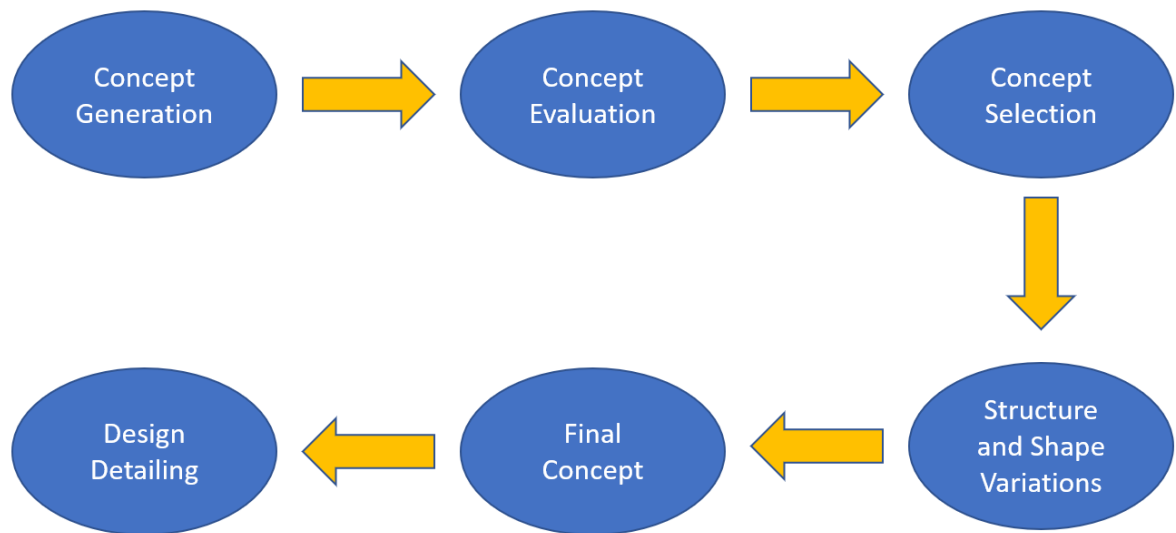 Concept
Generation
Concept
Evaluation
Concept
Selection
Structure
and Shape
Variations
Final
Concept
Design
Detailing